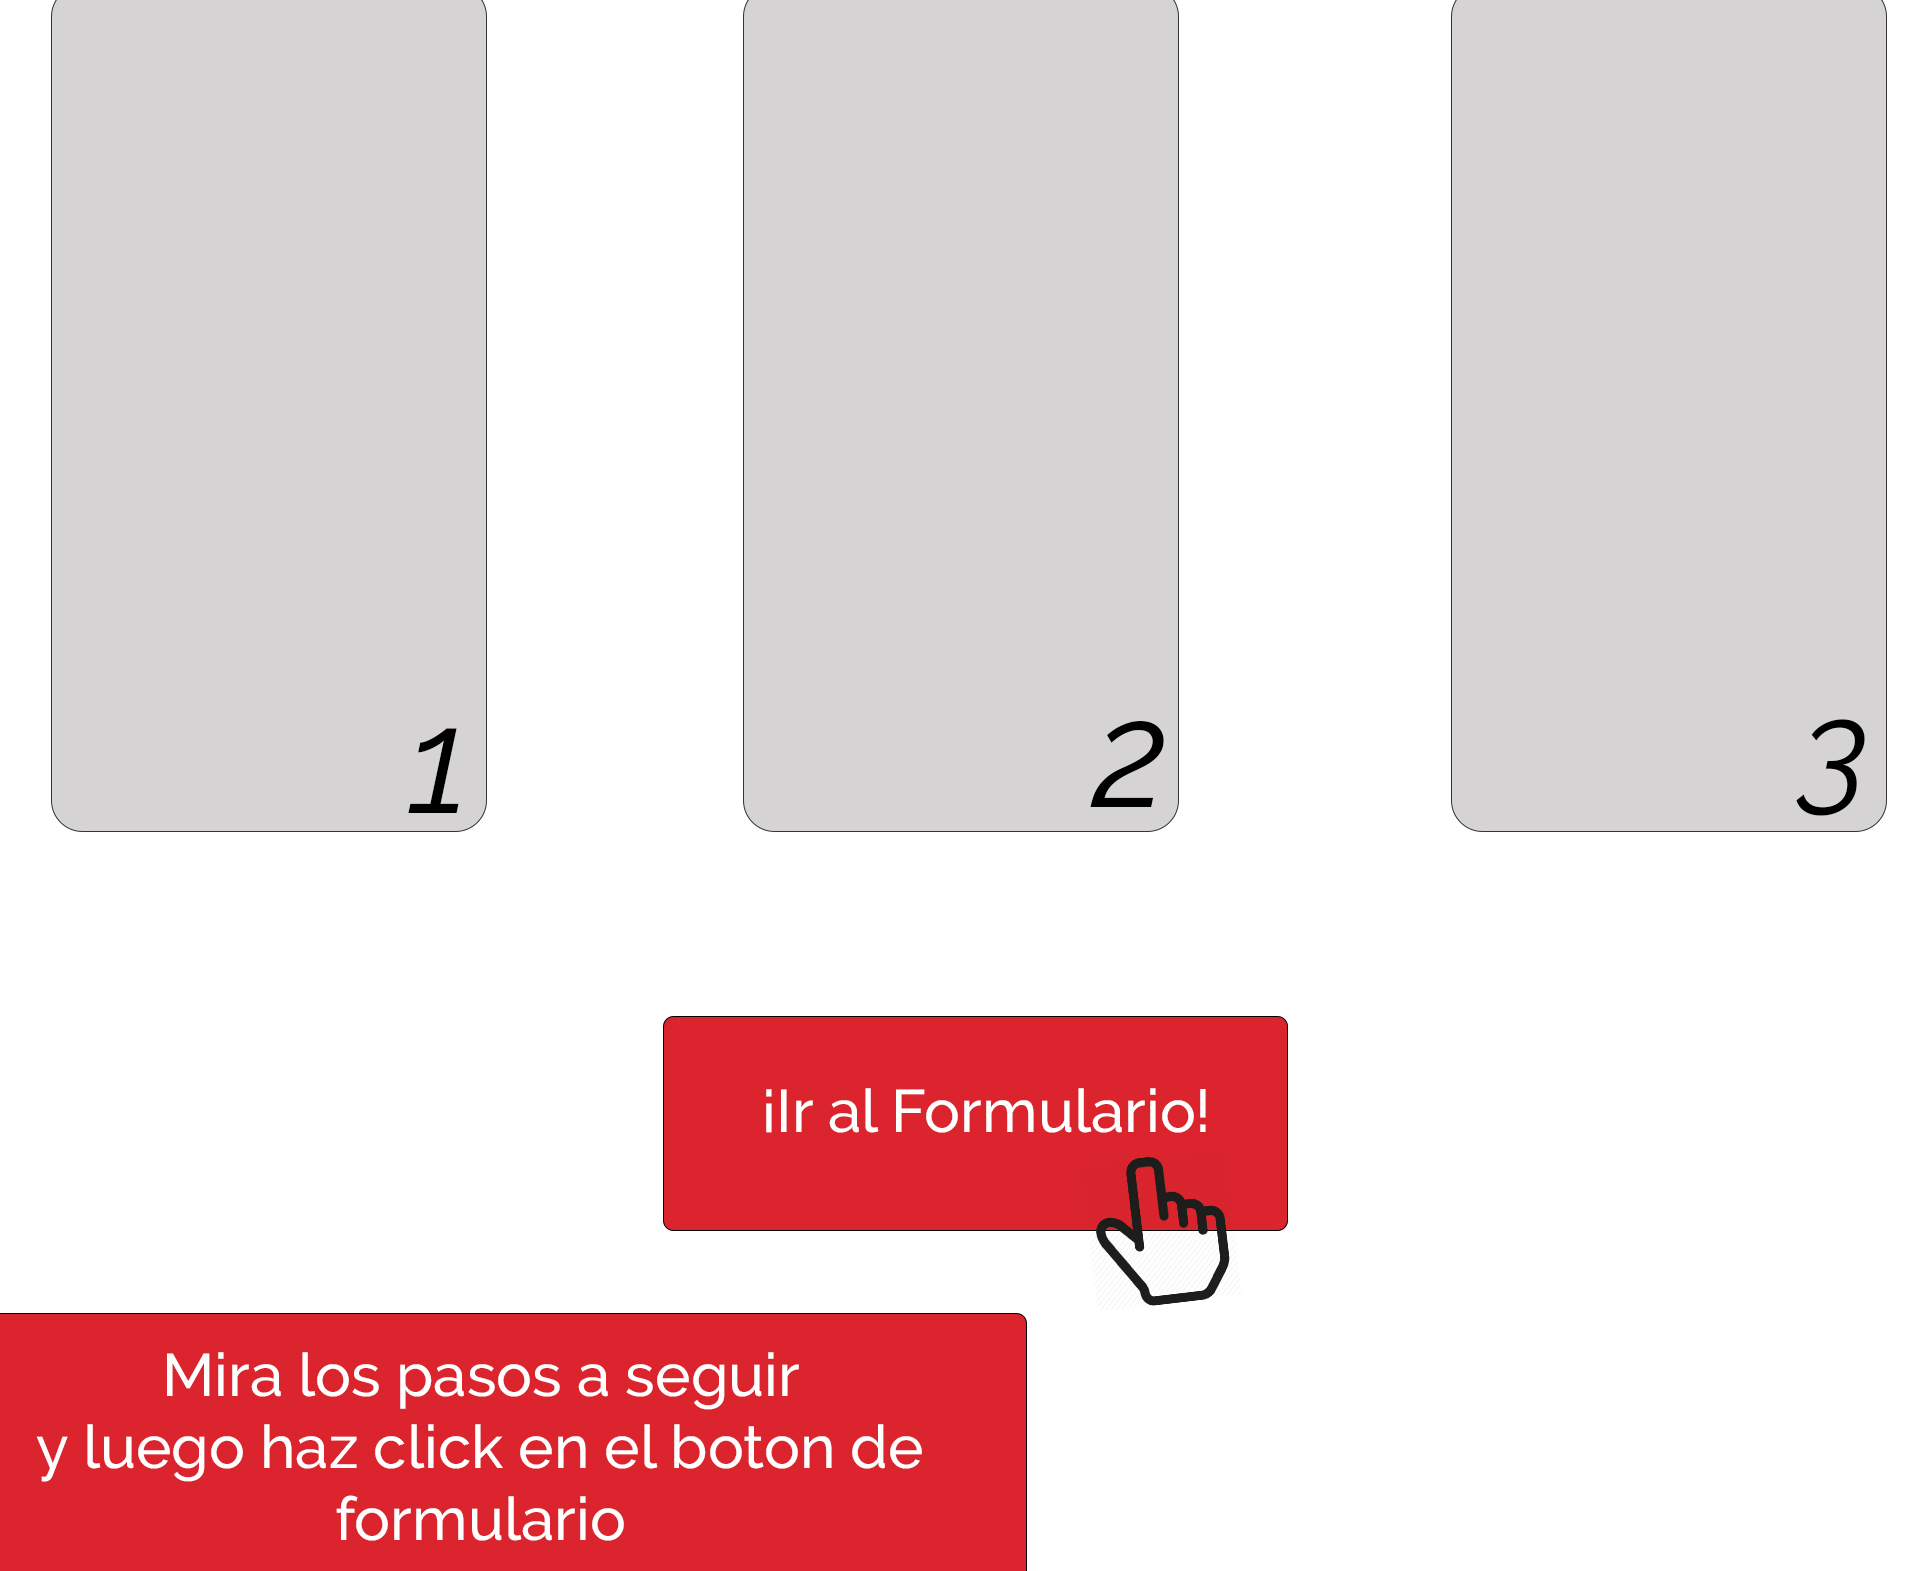 1
2
3
¡Ir al Formulario!
Mira los pasos a seguir
y luego haz click en el boton de
formulario